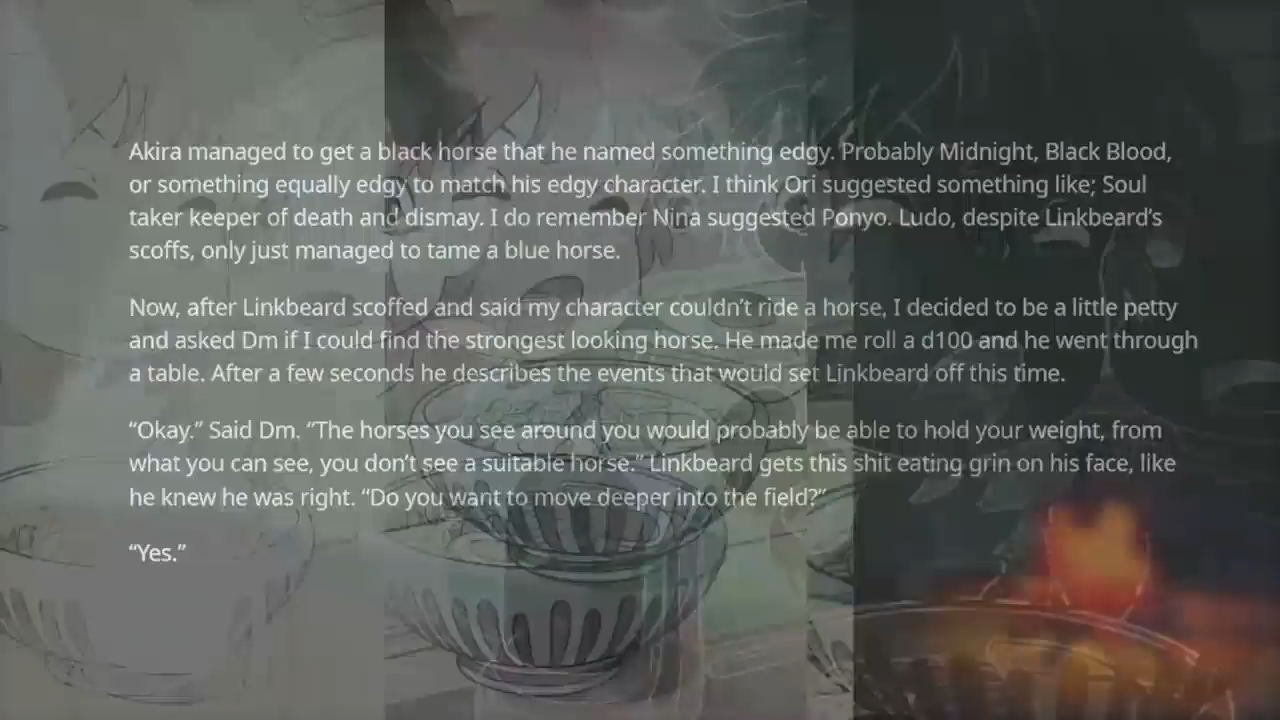 Akira managed to get a black horse that he named something edgy. Probably Midnight, Black Blood,
or something equally edgy to match his edgy character. I think Ori suggested something like; Soul
taker keeper of death and dismay. I do remember Nina suggested Ponyo. Ludo, despite Linkbeard’s
scoffs, only just managed to tame a blue horse.
Now, after Linkbeard scoffed and said my character couldn’t ride a horse, I decided to be a little petty
and asked Dm if I could find the strongest looking horse. He made me roll a d100 and he went through
a table. After a few seconds he describes the events that would set Linkbeard off this time.
“Okay.” Said Dm. “The horses you see around you would probably be able to hold your weight, from
what you can see, you don’t see a suitable horse.” Linkbeard gets this shit eating grin on his face, like
he knew he was right. “Do you want to move deeper into the field?”
“Yes.”